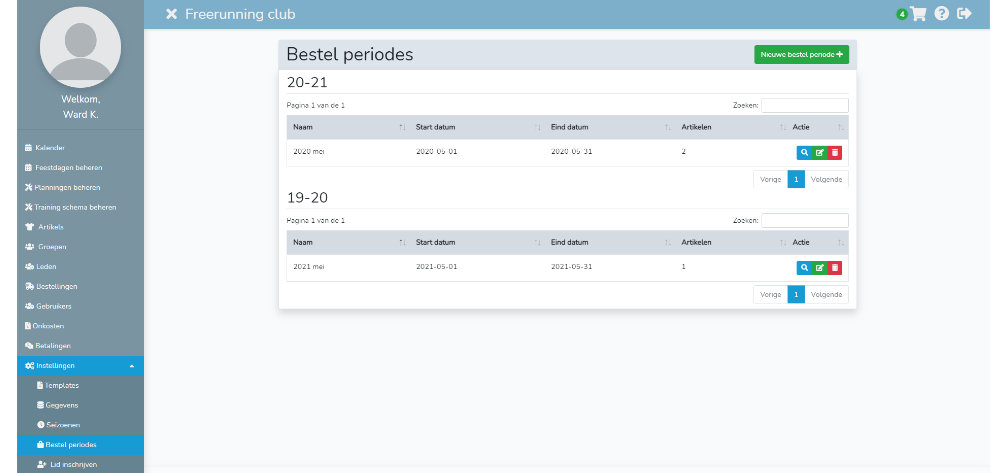 Freerunning club
4
Welkom,
Ward K.
Kalender
Feestdagen beheren
Planningen beheren
Training schema beheren
Artikels
Groepen
Leden
Bestellingen
Gebruikers
Onkosten
Betalingen
Instellingen
Templates
Gegevens
Seizoenen
Bestel periodes
Lid inschrijven
Bestel periodes
Nieuwe bestel periode
20-21
Pagina 1 van de 1
Zoeken:
Naam Start datum Eind datum Artikelen Actie
2020 mei 2020-05-01 2020-05-31 2
Vorige 1 Volgende
19-20
Pagina 1 van de 1
Zoeken:
Naam Start datum Eind datum Artikelen Actie
2021 mei 2021-05-01 2021-05-31 1
Vorige 1 Volgende